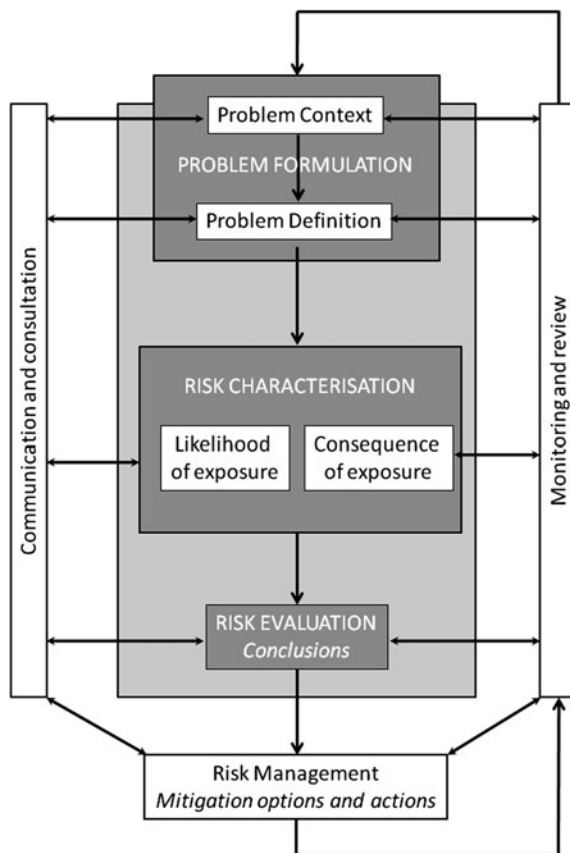 Problem Context
PROBLEM FORMULATION
Problem Definition
Communication and consultation
Monitoring and review
RISK CHARACTERISATION
Likelihood
of exposure
Consequence
of exposure
RISK EVALUATION
Conclusions
Risk Management
Mitigation options and actions